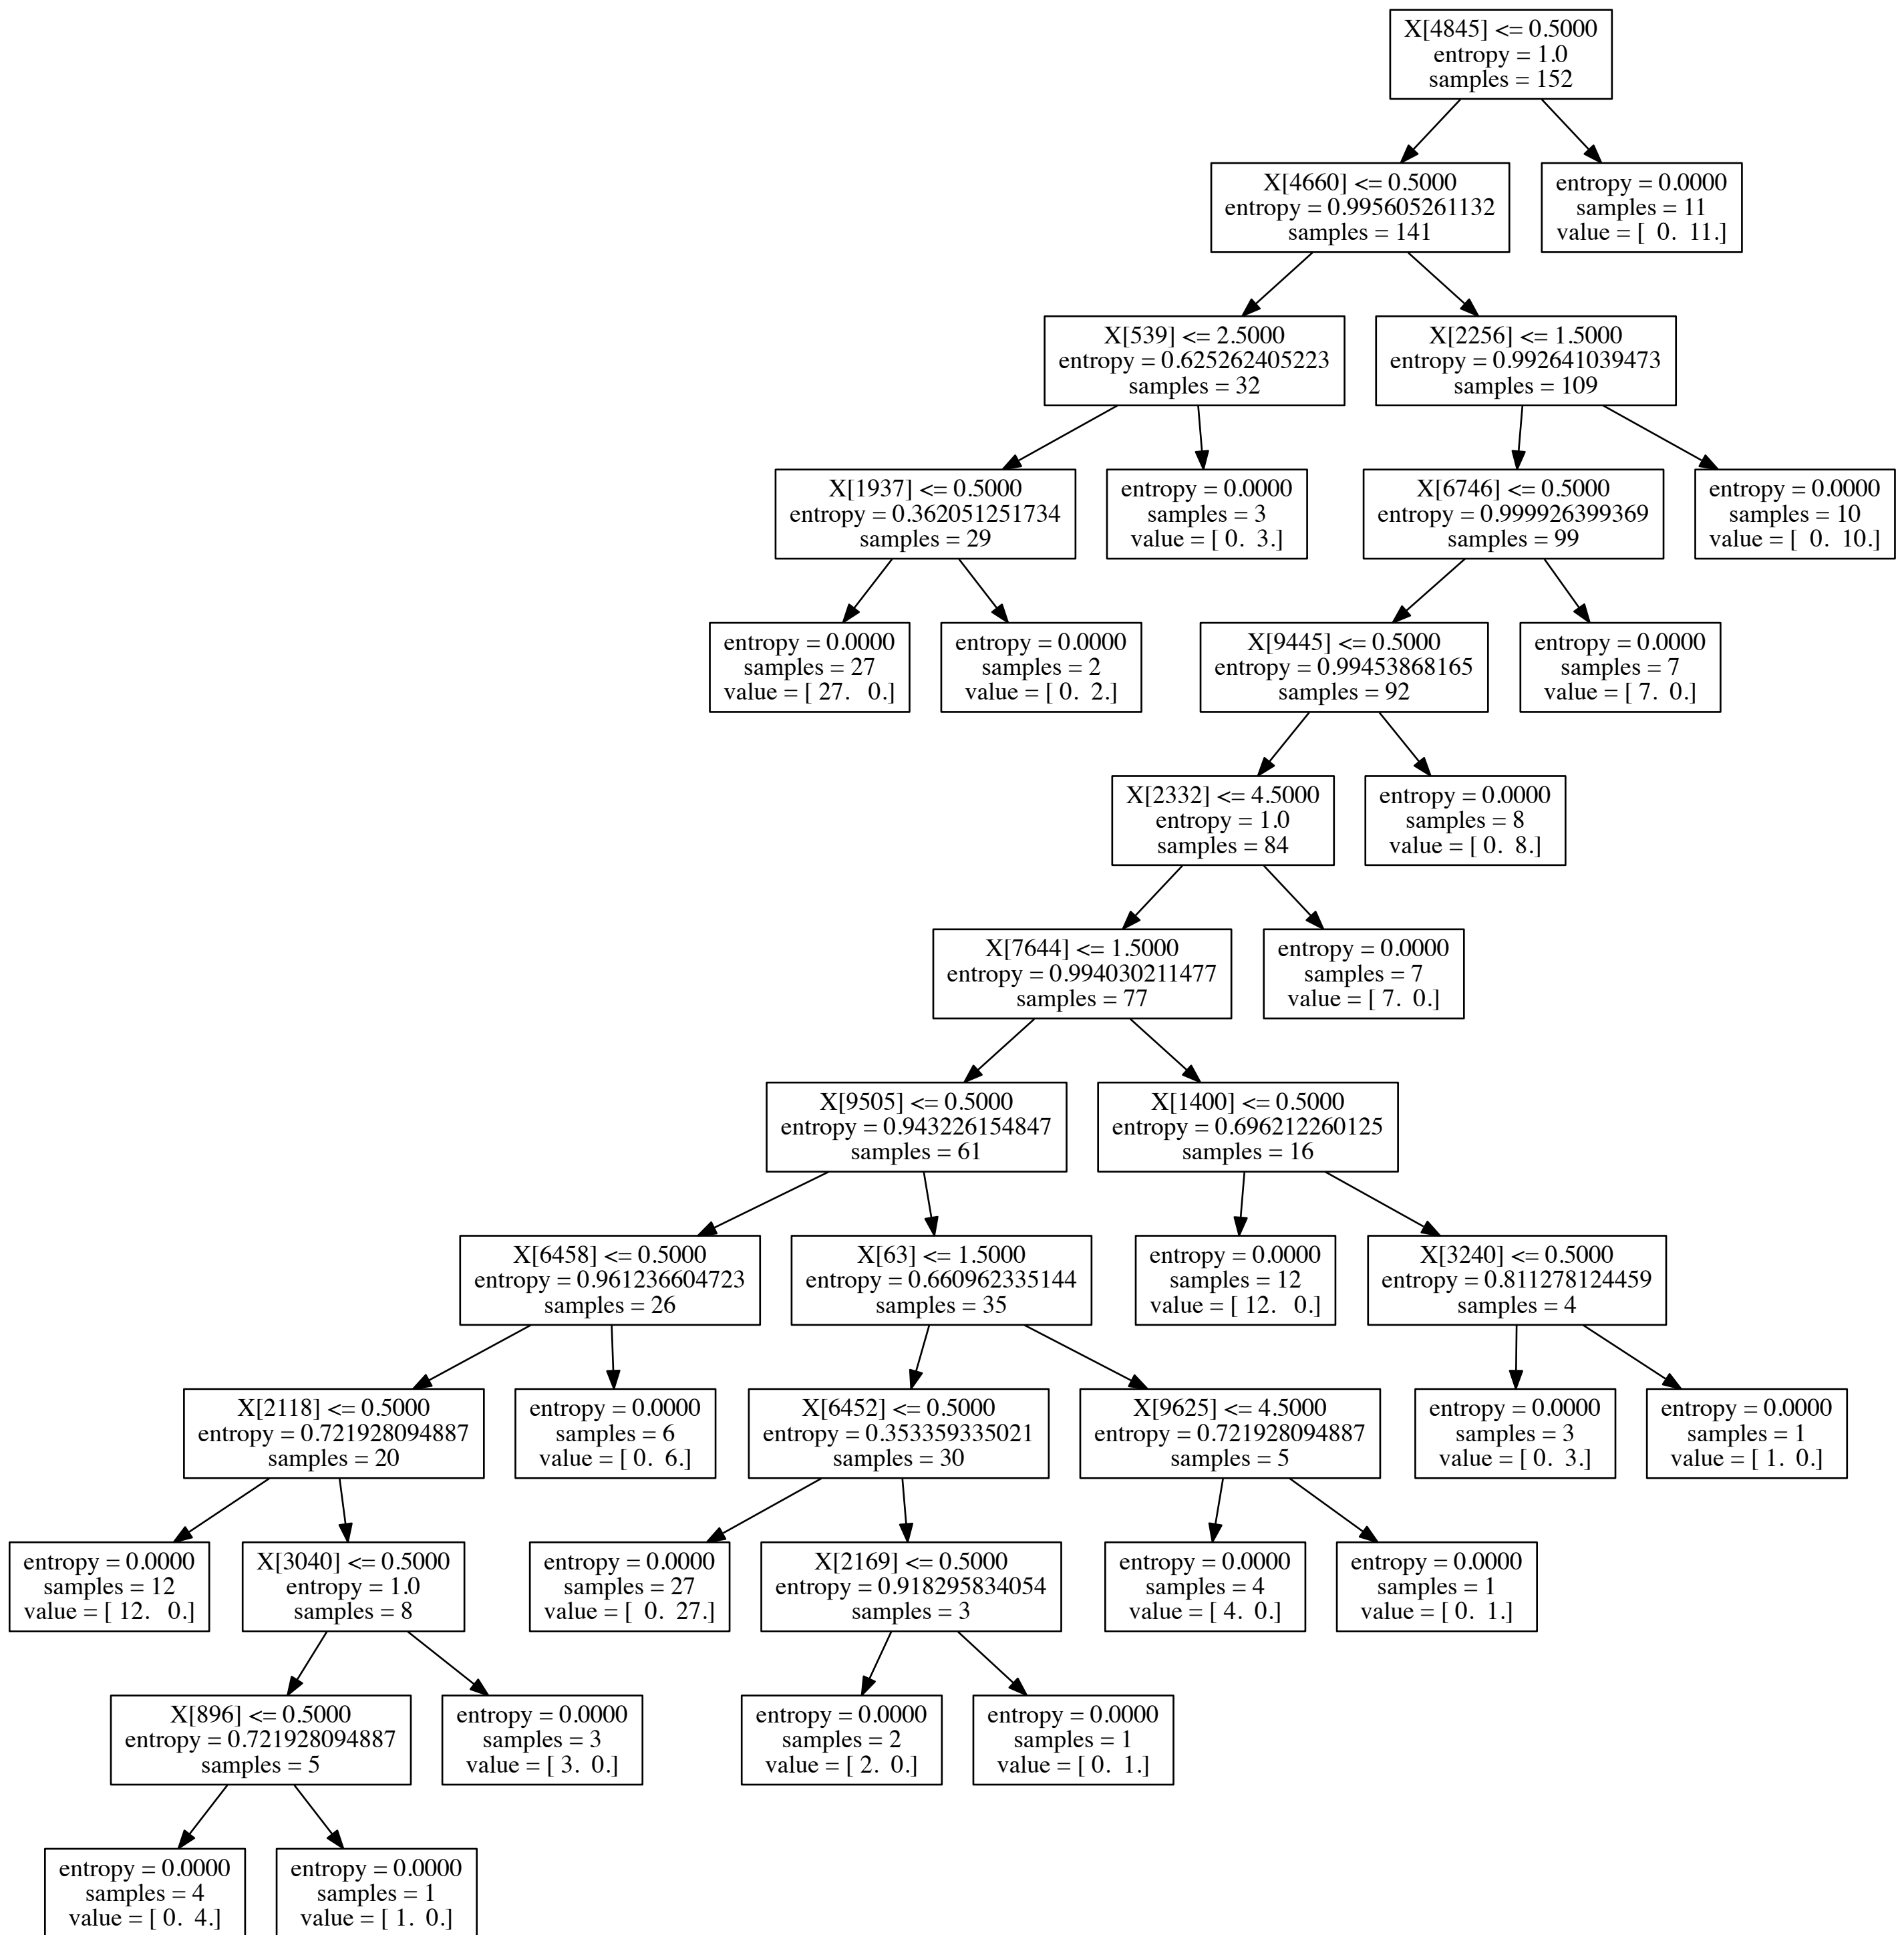 X[4845] <= 0.5000
entropy = 1.0
samples = 152
X[4660] <= 0.5000
entropy = 0.995605261132
samples = 141
entropy = 0.0000
samples = 11
value = [  0.  11.]
X[539] <= 2.5000
entropy = 0.625262405223
samples = 32
X[2256] <= 1.5000
entropy = 0.992641039473
samples = 109
X[1937] <= 0.5000
entropy = 0.362051251734
samples = 29
entropy = 0.0000
samples = 3
value = [ 0.  3.]
X[6746] <= 0.5000
entropy = 0.999926399369
samples = 99
entropy = 0.0000
samples = 10
value = [  0.  10.]
entropy = 0.0000
samples = 27
value = [ 27.   0.]
entropy = 0.0000
samples = 2
value = [ 0.  2.]
X[9445] <= 0.5000
entropy = 0.99453868165
samples = 92
entropy = 0.0000
samples = 7
value = [ 7.  0.]
X[2332] <= 4.5000
entropy = 1.0
samples = 84
entropy = 0.0000
samples = 8
value = [ 0.  8.]
X[7644] <= 1.5000
entropy = 0.994030211477
samples = 77
entropy = 0.0000
samples = 7
value = [ 7.  0.]
X[9505] <= 0.5000
entropy = 0.943226154847
samples = 61
X[1400] <= 0.5000
entropy = 0.696212260125
samples = 16
X[6458] <= 0.5000
entropy = 0.961236604723
samples = 26
X[63] <= 1.5000
entropy = 0.660962335144
samples = 35
entropy = 0.0000
samples = 12
value = [ 12.   0.]
X[3240] <= 0.5000
entropy = 0.811278124459
samples = 4
X[2118] <= 0.5000
entropy = 0.721928094887
samples = 20
entropy = 0.0000
samples = 6
value = [ 0.  6.]
X[6452] <= 0.5000
entropy = 0.353359335021
samples = 30
X[9625] <= 4.5000
entropy = 0.721928094887
samples = 5
entropy = 0.0000
samples = 3
value = [ 0.  3.]
entropy = 0.0000
samples = 1
value = [ 1.  0.]
entropy = 0.0000
samples = 12
value = [ 12.   0.]
X[3040] <= 0.5000
entropy = 1.0
samples = 8
entropy = 0.0000
samples = 27
value = [  0.  27.]
X[2169] <= 0.5000
entropy = 0.918295834054
samples = 3
entropy = 0.0000
samples = 4
value = [ 4.  0.]
entropy = 0.0000
samples = 1
value = [ 0.  1.]
X[896] <= 0.5000
entropy = 0.721928094887
samples = 5
entropy = 0.0000
samples = 3
value = [ 3.  0.]
entropy = 0.0000
samples = 2
value = [ 2.  0.]
entropy = 0.0000
samples = 1
value = [ 0.  1.]
entropy = 0.0000
samples = 4
value = [ 0.  4.]
entropy = 0.0000
samples = 1
value = [ 1.  0.]